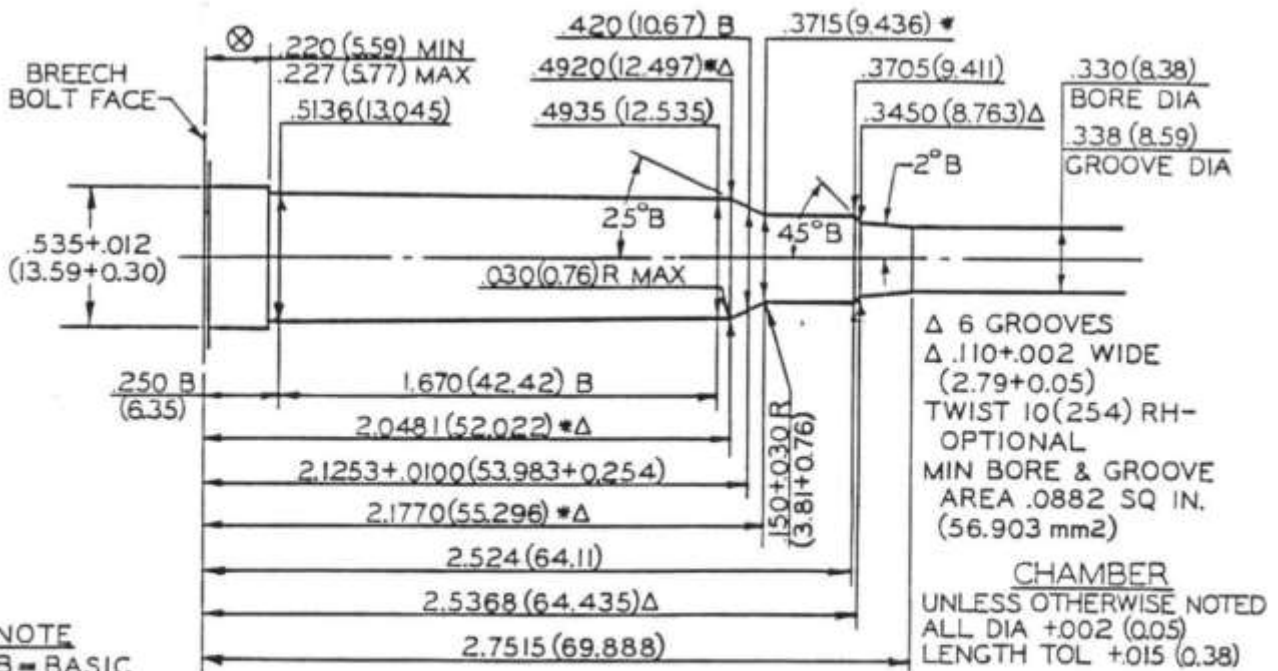 ⊗
.220 (5.59) MIN
.227 (5.77) MAX
BREECH
BOLT FACE
.5136 (13.045)
.420 (10.67) B
.4920 (12.497)*Δ
.4935 (12.535)
.3715 (9.436) *
.3705 (9.411)
.3450 (8.763)Δ
.330 (8.38)
BORE DIA
.338 (8.59)
GROOVE DIA
2°B
25°B
45°B
.535+.012
(13.59+0.30)
.030 (0.76) R MAX
.250 B
(6.35)
1.670 (42.42) B
2.0481 (52.022) *Δ
2.1253+.0100 (53.983+0.254)
2.1770 (55.296) *Δ
.150+.030 R
(3.81+0.76)
2.524 (64.11)
2.5368 (64.435)Δ
2.7515 (69.888)
Δ 6 GROOVES
Δ .110+.002 WIDE
(2.79+0.05)
TWIST 10 (254) RH-
OPTIONAL
MIN BORE & GROOVE
AREA .0882 SQ IN.
(56.903 mm2)
CHAMBER
UNLESS OTHERWISE NOTED
ALL DIA +.002 (0.05)
LENGTH TOL +.015 (0.38)
NOTE
B = BASIC